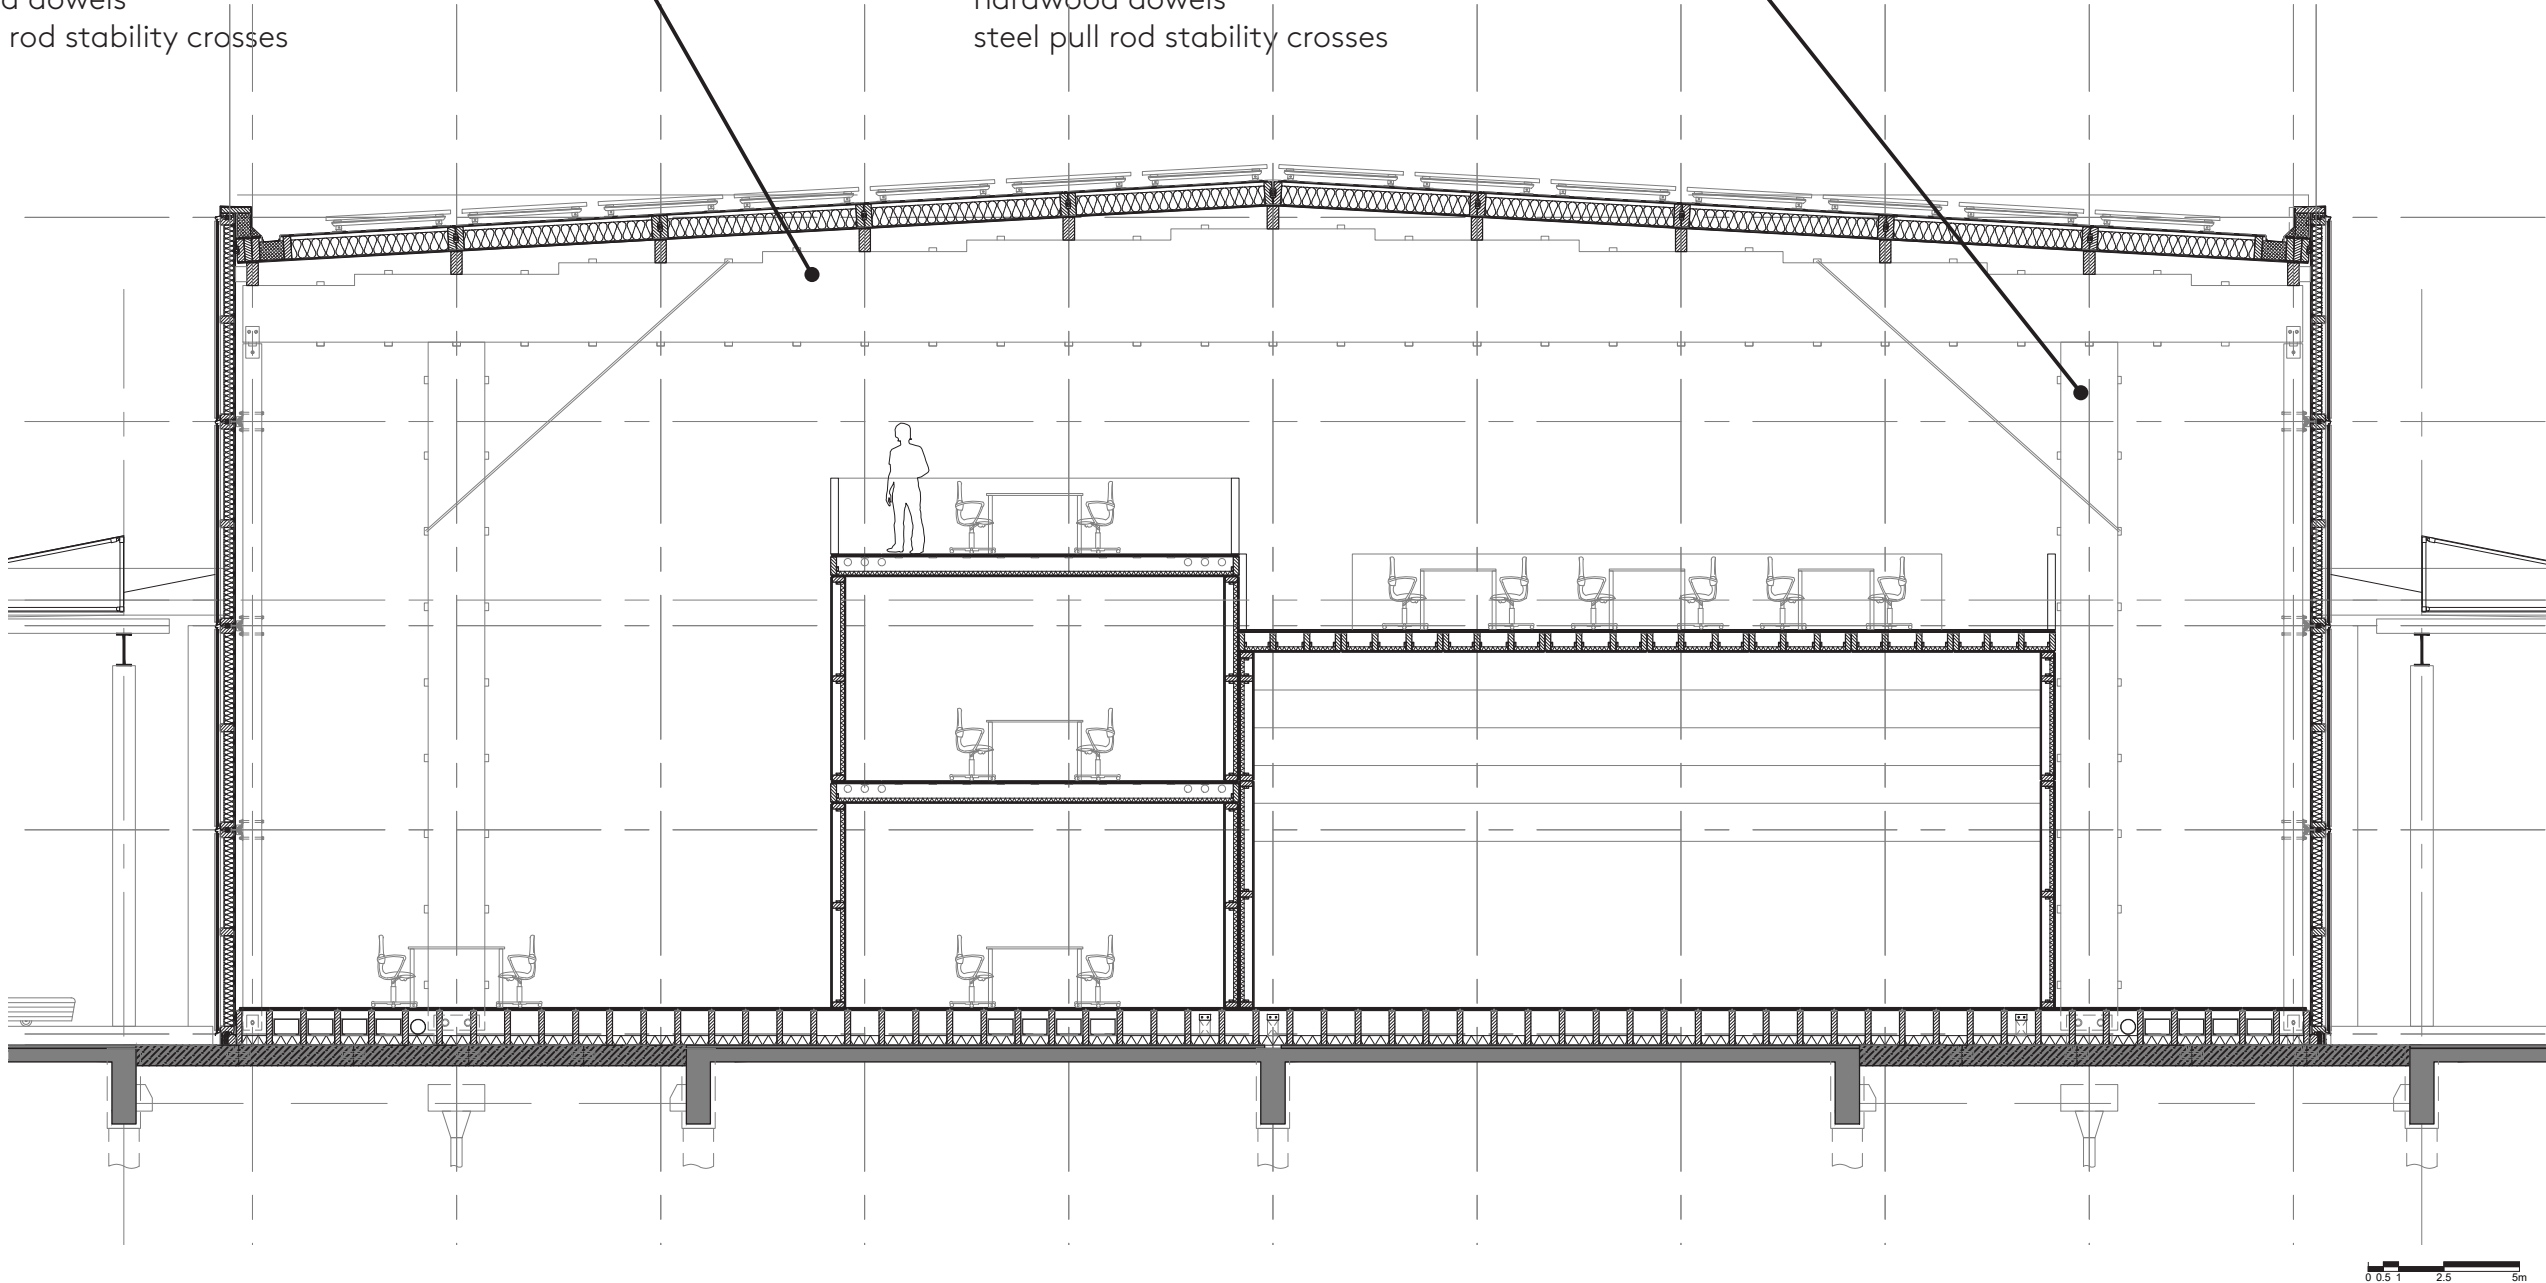 d dowels
rod stability crosses
hardwood dowels
steel pull rod stability crosses
0 0.5 1 2.5 5m